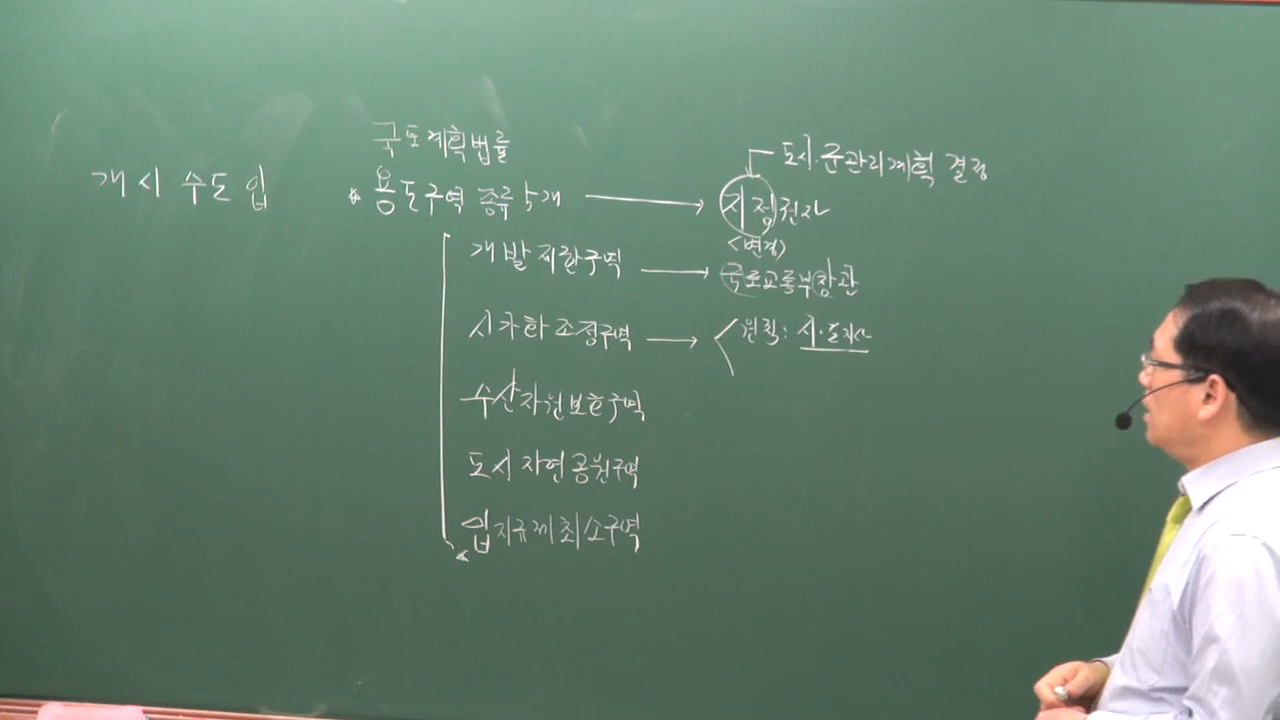 국토계획법률
개 시 수 도 입
* 용도구역 종류 5개 → 지정권자
도시·군관리계획 결정
<변경>
개발제한구역 → 국토교통부장관
시가화조정구역 → 원칙: 시·도지사
수산자원보호구역
도시자연공원구역
입지규제최소구역